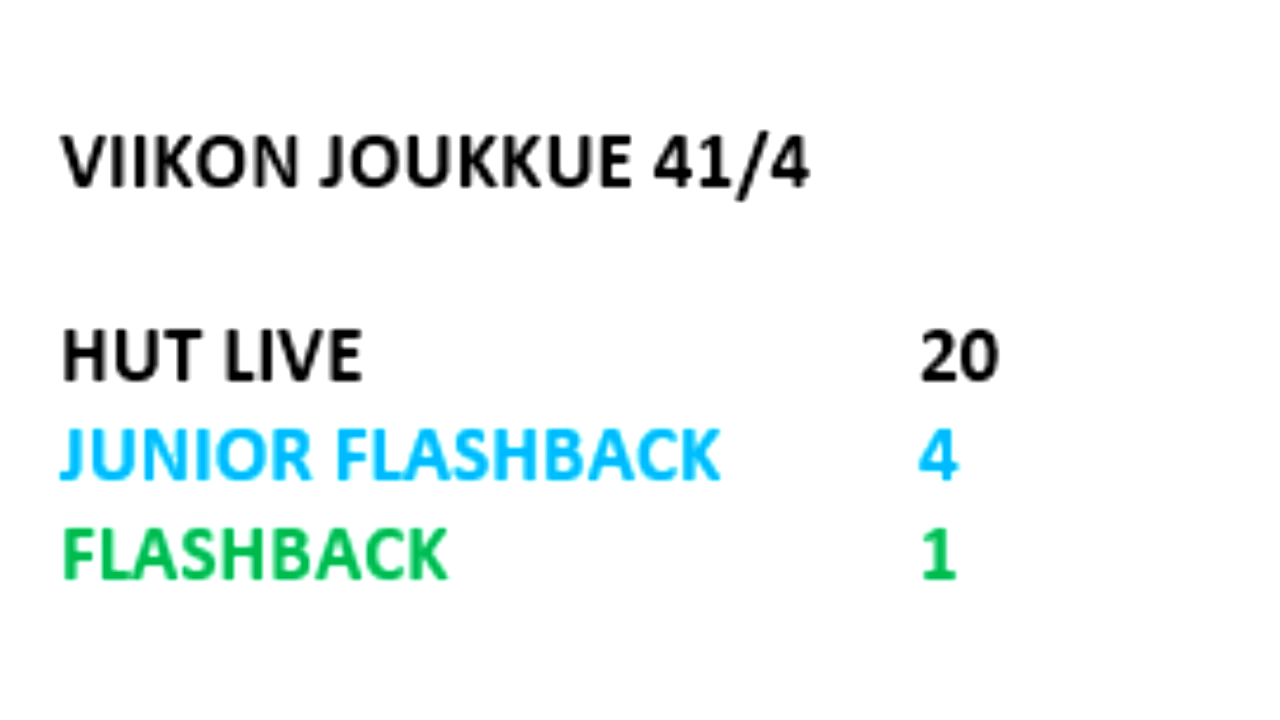 VIIKON JOUKKUE 41/4
HUT LIVE 20
JUNIOR FLASHBACK 4
FLASHBACK 1